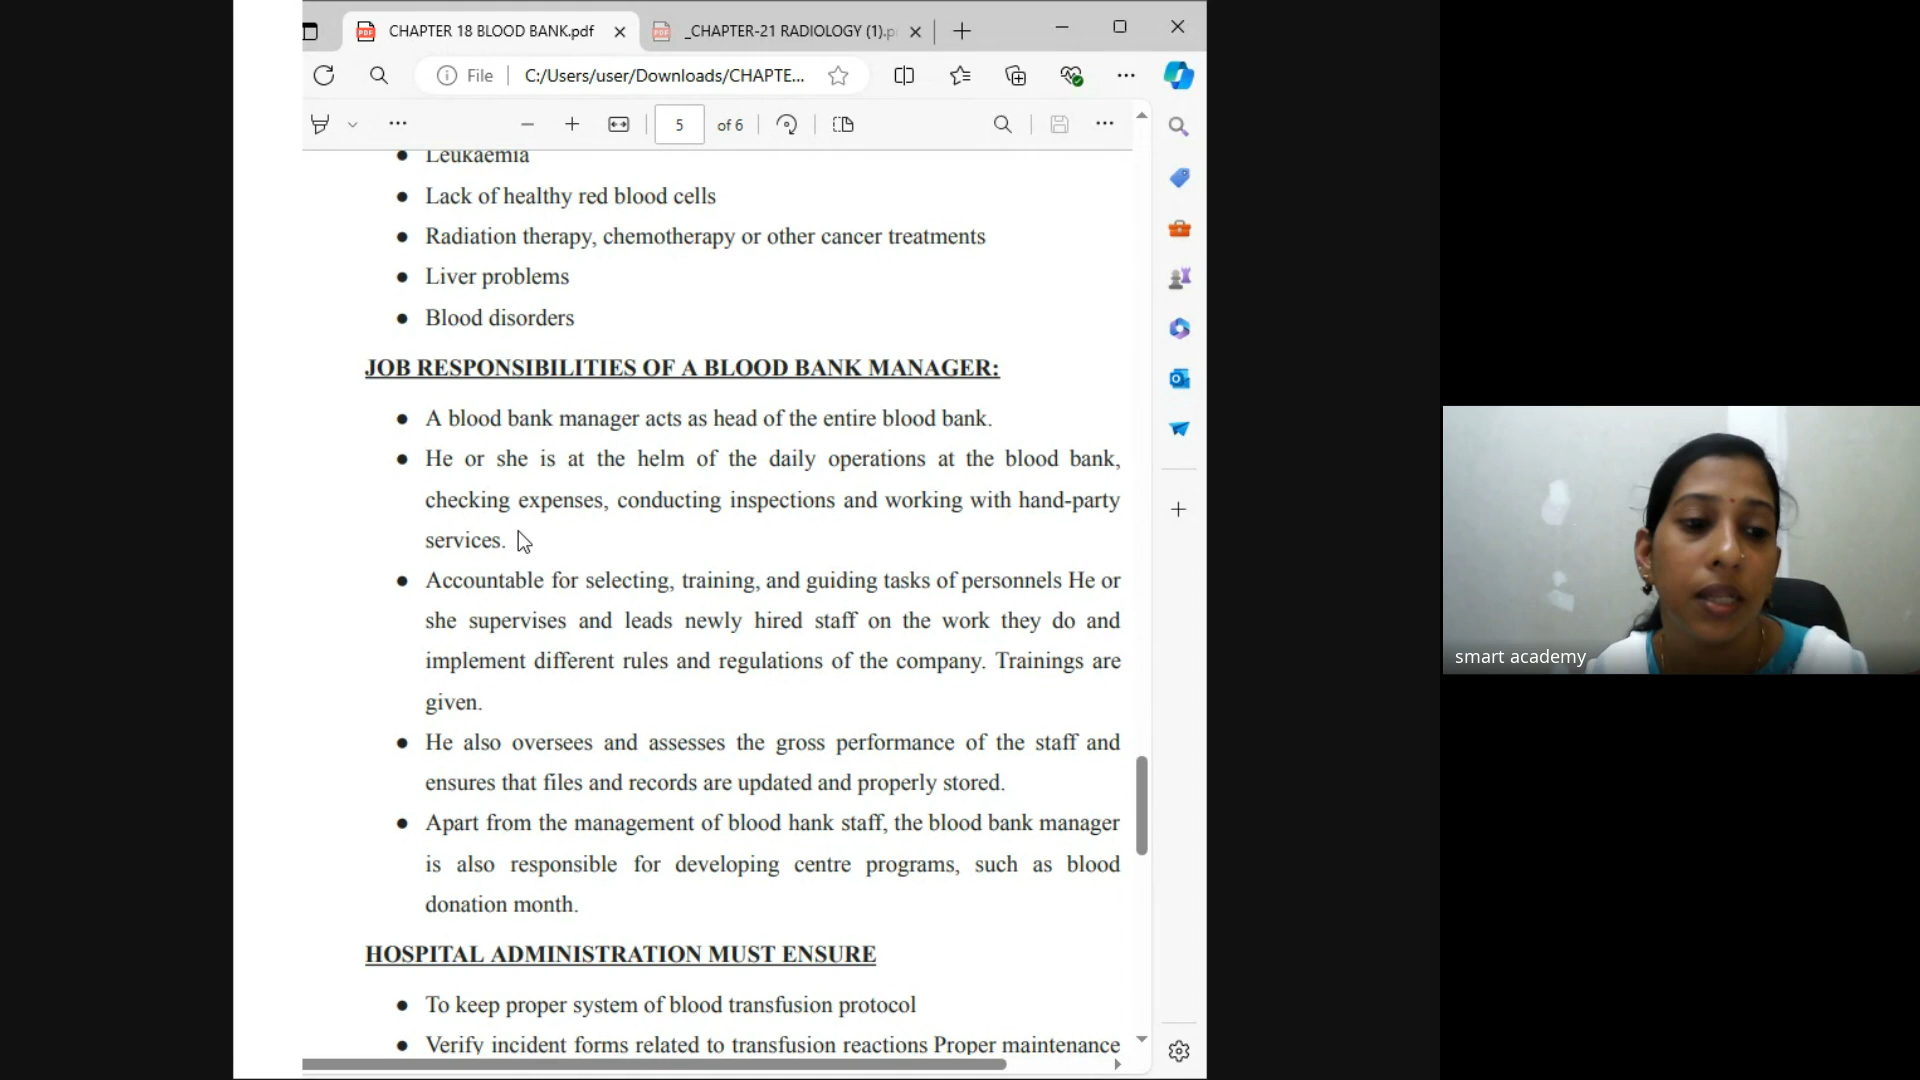 CHAPTER 18 BLOOD BANK.pdf
_CHAPTER-21 RADIOLOGY (1).p
File
C:/Users/user/Downloads/CHAPTE...
5
of 6
Leukaemia
Lack of healthy red blood cells
Radiation therapy, chemotherapy or other cancer treatments
Liver problems
Blood disorders
JOB RESPONSIBILITIES OF A BLOOD BANK MANAGER:
A blood bank manager acts as head of the entire blood bank.
He or she is at the helm of the daily operations at the blood bank,
checking expenses, conducting inspections and working with hand-party
services.
Accountable for selecting, training, and guiding tasks of personnels He or
she supervises and leads newly hired staff on the work they do and
implement different rules and regulations of the company. Trainings are
given.
He also oversees and assesses the gross performance of the staff and
ensures that files and records are updated and properly stored.
Apart from the management of blood hank staff, the blood bank manager
is also responsible for developing centre programs, such as blood
donation month.
HOSPITAL ADMINISTRATION MUST ENSURE
To keep proper system of blood transfusion protocol
Verify incident forms related to transfusion reactions Proper maintenance
smart academy